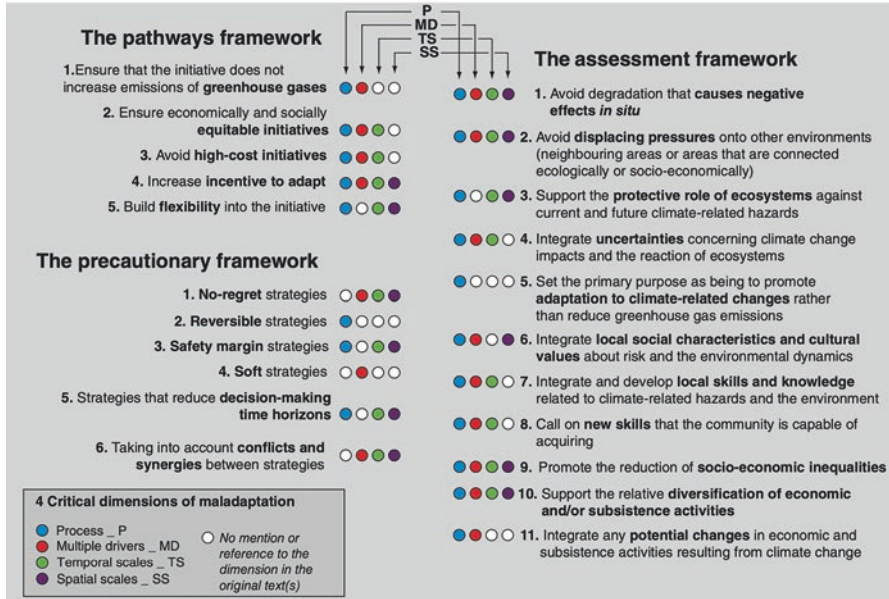 P
MD
TS
SS
The pathways framework
1.Ensure that the initiative does not
increase emissions of greenhouse gases
2. Ensure economically and socially
equitable initiatives
3. Avoid high-cost initiatives
4. Increase incentive to adapt
5. Build flexibility into the initiative
The precautionary framework
1. No-regret strategies
2. Reversible strategies
3. Safety margin strategies
4. Soft strategies
5. Strategies that reduce decision-making
time horizons
6. Taking into account conflicts and
synergies between strategies
4 Critical dimensions of maladaptation
Process _ P
Multiple drivers _ MD
Temporal scales _ TS
Spatial scales _ SS
No mention or
reference to the
dimension in the
original text(s)
The assessment framework
1. Avoid degradation that causes negative
effects in situ
2. Avoid displacing pressures onto other environments
(neighbouring areas or areas that are connected
ecologically or socio-economically)
3. Support the protective role of ecosystems against
current and future climate-related hazards
4. Integrate uncertainties concerning climate change
impacts and the reaction of ecosystems
5. Set the primary purpose as being to promote
adaptation to climate-related changes rather
than reduce greenhouse gas emissions
6. Integrate local social characteristics and cultural
values about risk and the environmental dynamics
7. Integrate and develop local skills and knowledge
related to climate-related hazards and the environment
8. Call on new skills that the community is capable of
acquiring
9. Promote the reduction of socio-economic inequalities
10. Support the relative diversification of economic
and/or subsistence activities
11. Integrate any potential changes in economic and
subsistence activities resulting from climate change